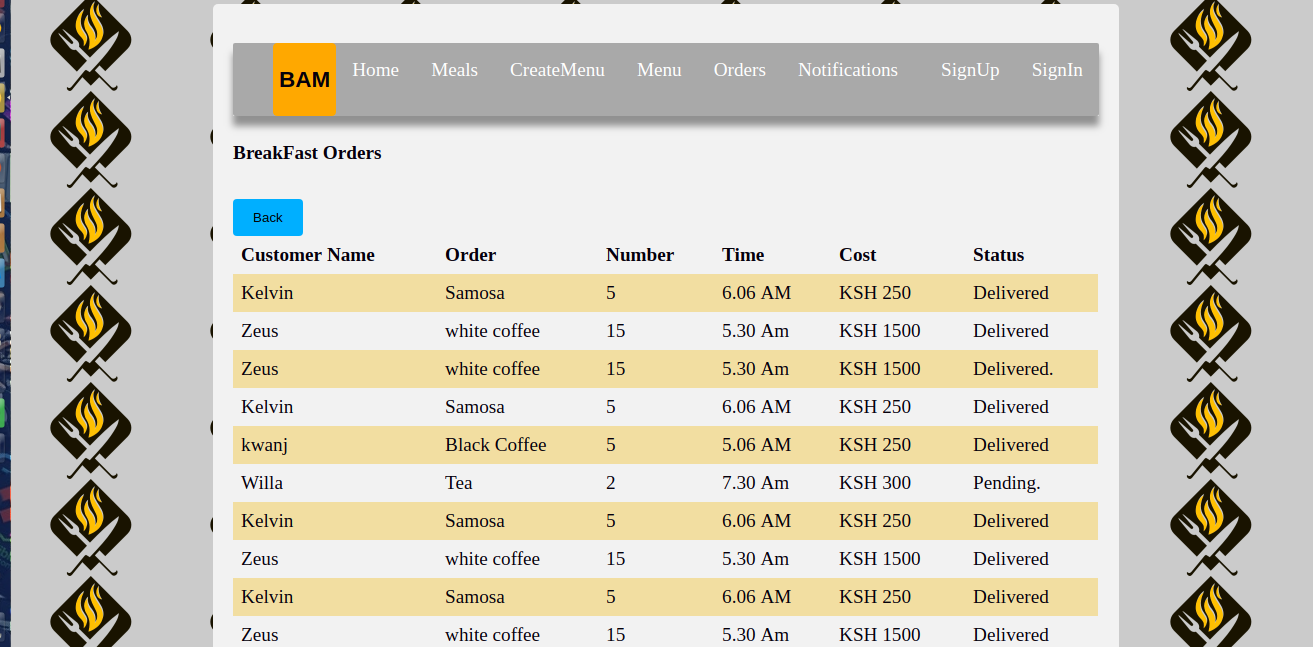 BAM Home Meals CreateMenu Menu Orders Notifications SignUp SignIn
BreakFast Orders
Back
Customer Name Order Number Time Cost Status
Kelvin Samosa 5 6.06 AM KSH 250 Delivered
Zeus white coffee 15 5.30 Am KSH 1500 Delivered
Zeus white coffee 15 5.30 Am KSH 1500 Delivered.
Kelvin Samosa 5 6.06 AM KSH 250 Delivered
kwanj Black Coffee 5 5.06 AM KSH 250 Delivered
Willa Tea 2 7.30 Am KSH 300 Pending.
Kelvin Samosa 5 6.06 AM KSH 250 Delivered
Zeus white coffee 15 5.30 Am KSH 1500 Delivered
Kelvin Samosa 5 6.06 AM KSH 250 Delivered
Zeus white coffee 15 5.30 Am KSH 1500 Delivered